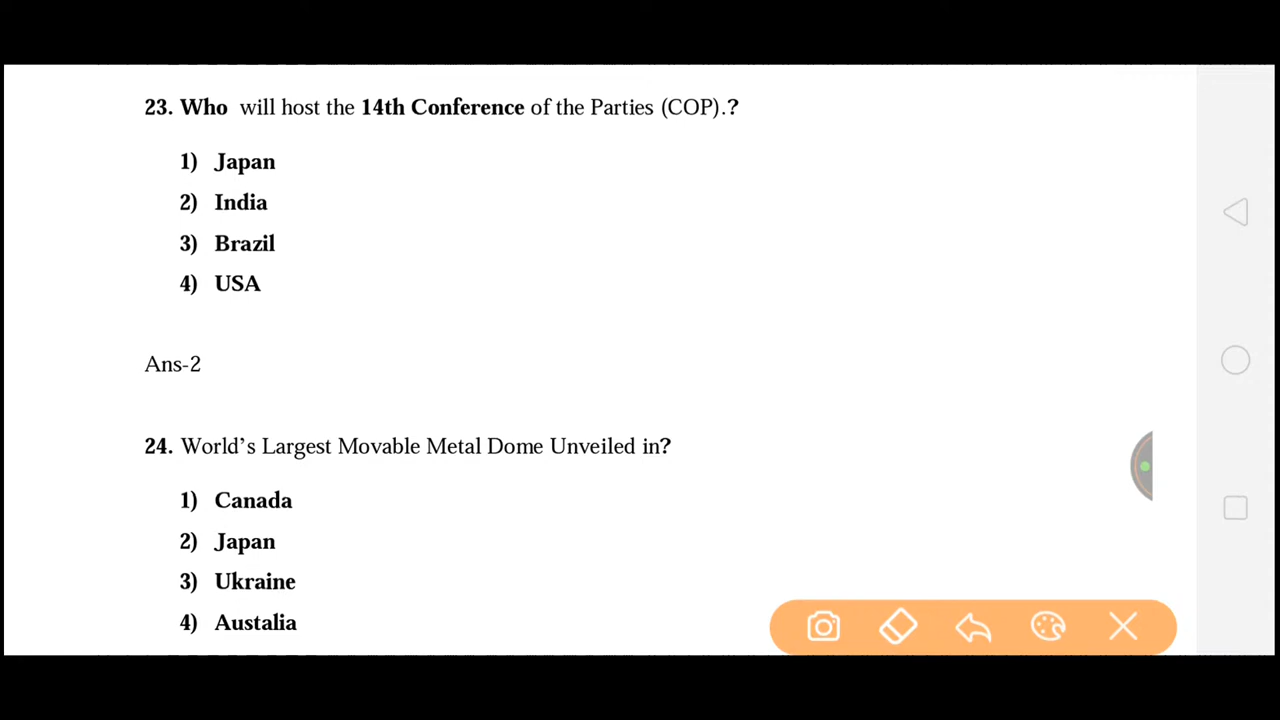 23. Who will host the 14th Conference of the Parties (COP).?
1) Japan
2) India
3) Brazil
4) USA
Ans-2
24. World’s Largest Movable Metal Dome Unveiled in?
1) Canada
2) Japan
3) Ukraine
4) Austalia